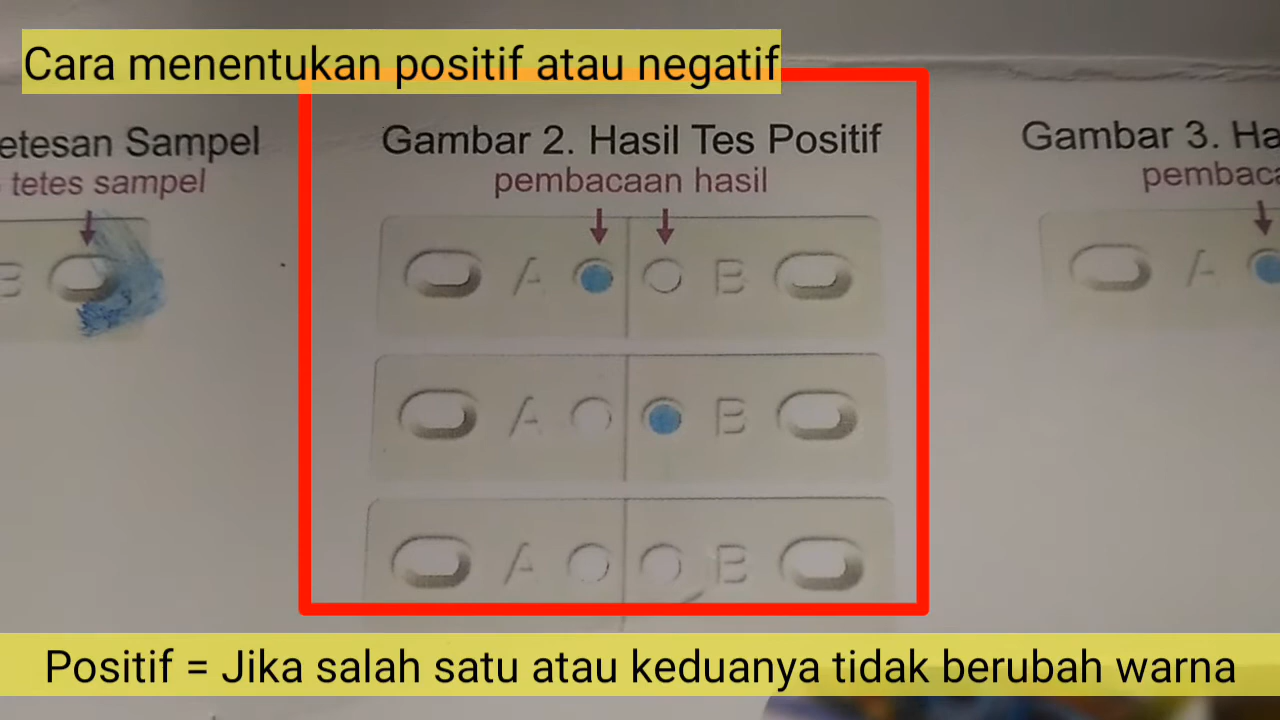 Cara menentukan positif atau negatif
etesan Sampel
tetes sampel
B
Gambar 2. Hasil Tes Positif
pembacaan hasil
A B
A B
A B
Gambar 3. Ha
pembaca
A
Positif = Jika salah satu atau keduanya tidak berubah warna